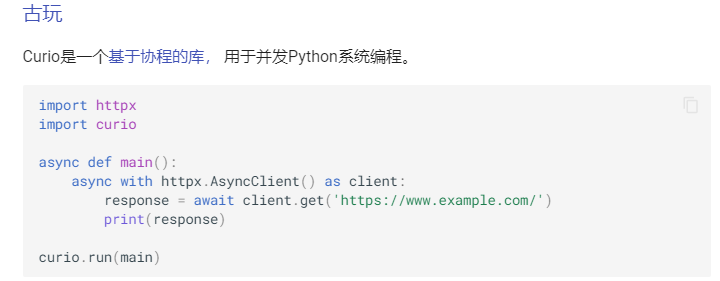 古玩
Curio是一个基于协程的库， 用于并发Python系统编程。
import httpx
import curio

async def main():
    async with httpx.AsyncClient() as client:
        response = await client.get('https://www.example.com/')
        print(response)

curio.run(main)